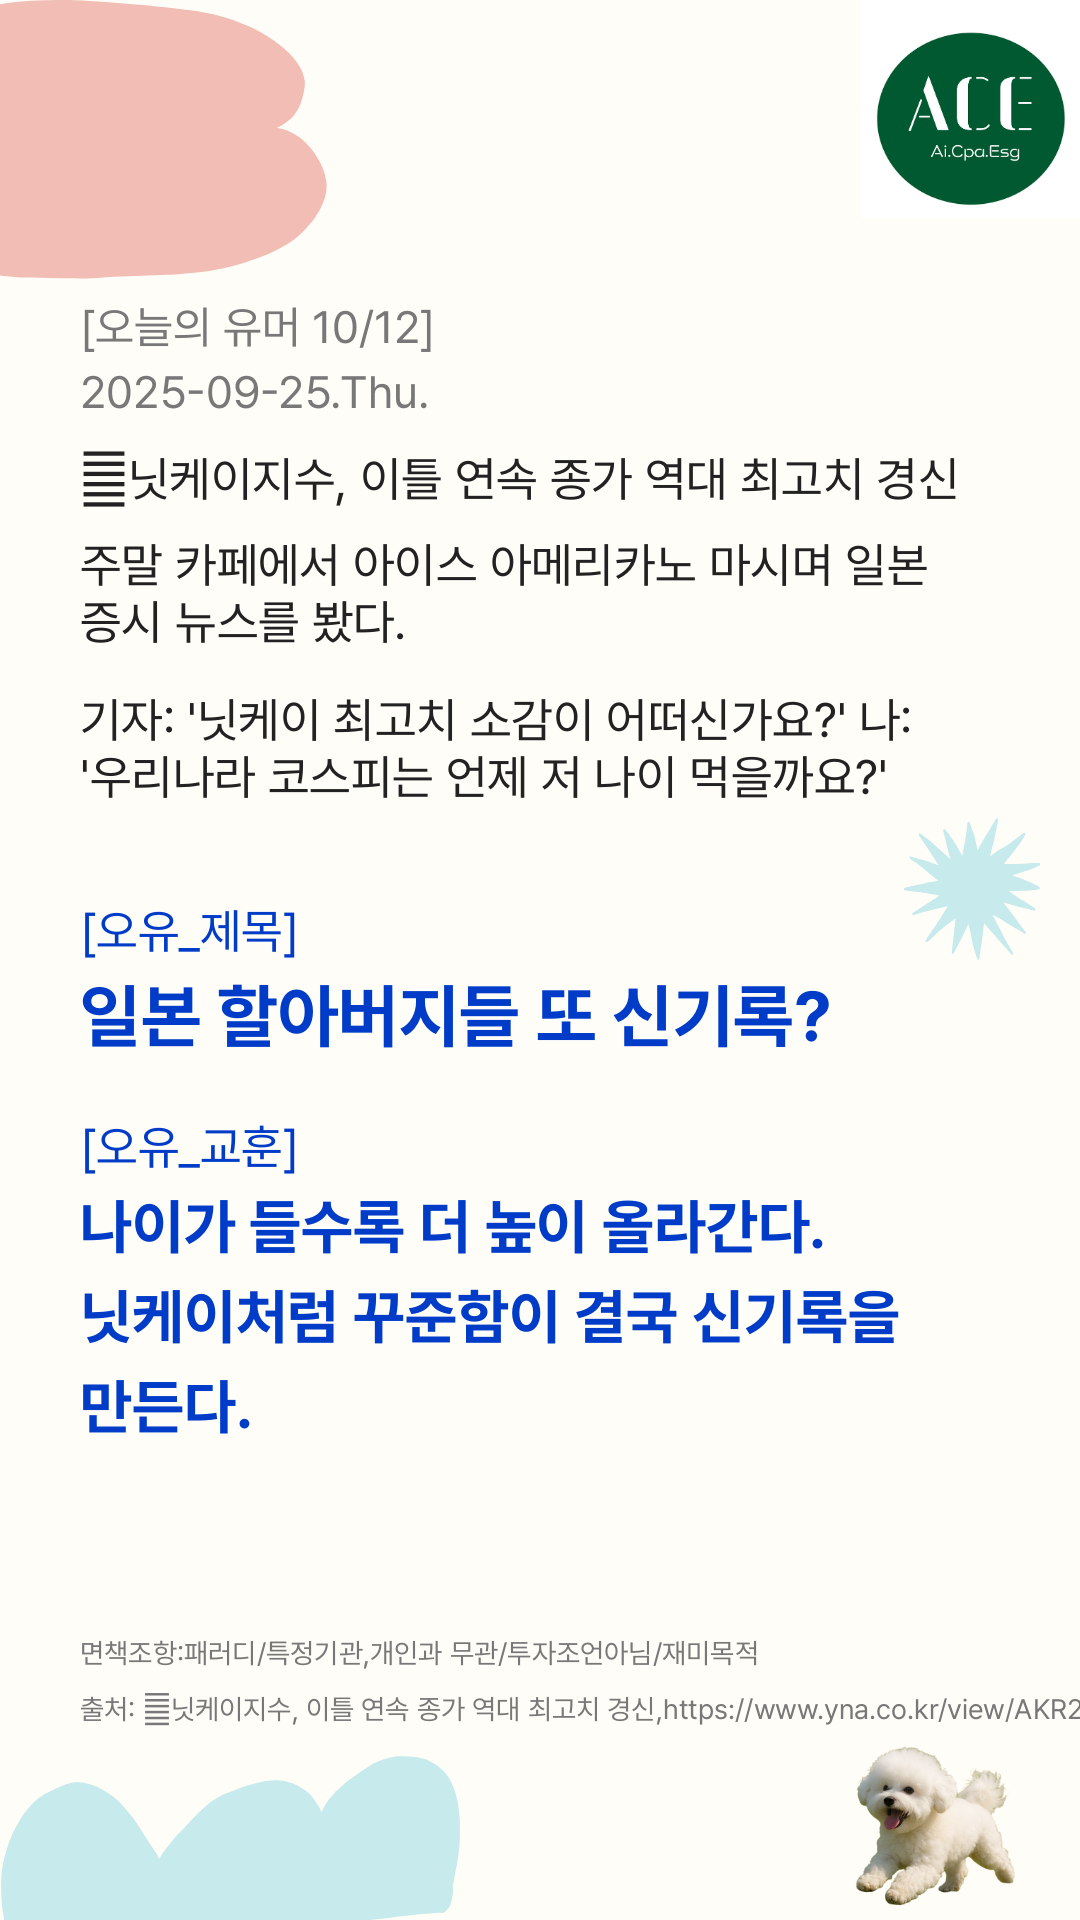 ACE
Ai.Cpa.Esg
[오늘의 유머 10/12]
2025-09-25.Thu.
닛케이지수, 이틀 연속 종가 역대 최고치 경신
주말 카페에서 아이스 아메리카노 마시며 일본
증시 뉴스를 봤다.
기자: '닛케이 최고치 소감이 어떠신가요?' 나:
'우리나라 코스피는 언제 저 나이 먹을까요?'
[오유_제목]
일본 할아버지들 또 신기록?
[오유_교훈]
나이가 들수록 더 높이 올라간다.
닛케이처럼 꾸준함이 결국 신기록을
만든다.
면책조항:패러디/특정기관,개인과 무관/투자조언아님/재미목적
출처: 닛케이지수, 이틀 연속 종가 역대 최고치 경신,https://www.yna.co.kr/view/AKR2